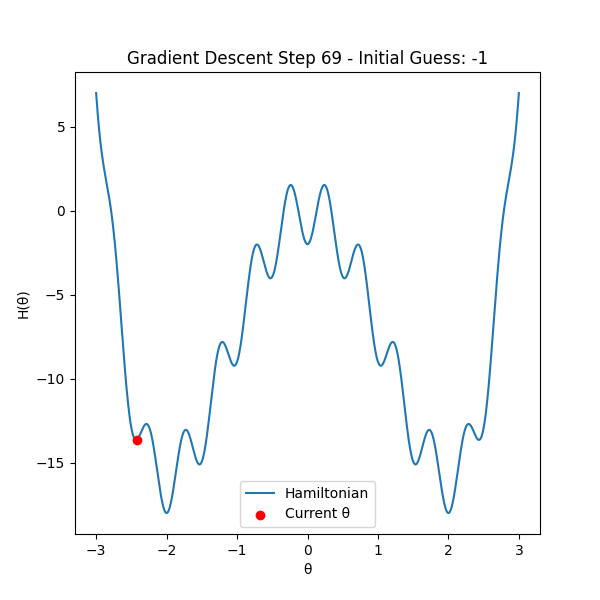 Gradient Descent Step 69 - Initial Guess: -1
H(θ)
5
0
−5
−10
−15
−3
−2
−1
0
1
2
3
θ
Hamiltonian
Current θ